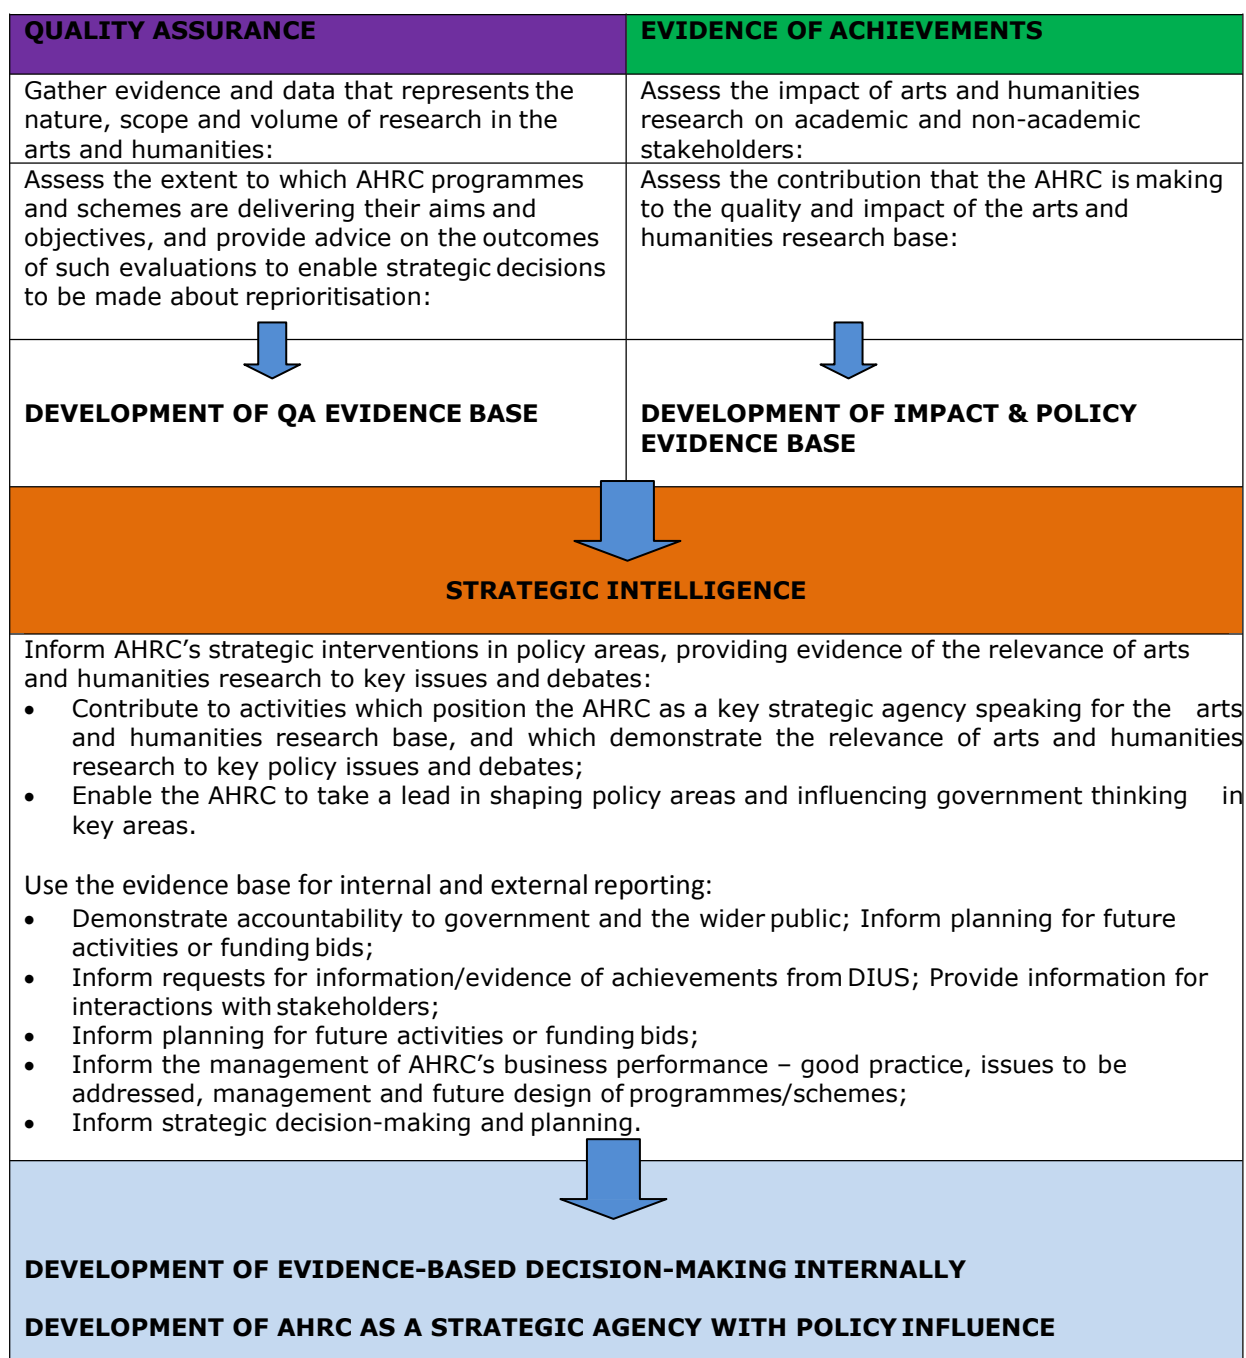 QUALITY ASSURANCE
EVIDENCE OF ACHIEVEMENTS
Gather evidence and data that represents the
nature, scope and volume of research in the
arts and humanities:
Assess the impact of arts and humanities
research on academic and non-academic
stakeholders:
Assess the extent to which AHRC programmes
and schemes are delivering their aims and
objectives, and provide advice on the outcomes
of such evaluations to enable strategic decisions
to be made about reprioritisation:
Assess the contribution that the AHRC is making
to the quality and impact of the arts and
humanities research base:
DEVELOPMENT OF QA EVIDENCE BASE
DEVELOPMENT OF IMPACT & POLICY
EVIDENCE BASE
STRATEGIC INTELLIGENCE
Inform AHRC’s strategic interventions in policy areas, providing evidence of the relevance of arts
and humanities research to key issues and debates:
• Contribute to activities which position the AHRC as a key strategic agency speaking for the arts
and humanities research base, and which demonstrate the relevance of arts and humanities
research to key policy issues and debates;
• Enable the AHRC to take a lead in shaping policy areas and influencing government thinking in
key areas.
Use the evidence base for internal and external reporting:
• Demonstrate accountability to government and the wider public; Inform planning for future
activities or funding bids;
• Inform requests for information/evidence of achievements from DIUS; Provide information for
interactions with stakeholders;
• Inform planning for future activities or funding bids;
• Inform the management of AHRC’s business performance – good practice, issues to be
addressed, management and future design of programmes/schemes;
• Inform strategic decision-making and planning.
DEVELOPMENT OF EVIDENCE-BASED DECISION-MAKING INTERNALLY
DEVELOPMENT OF AHRC AS A STRATEGIC AGENCY WITH POLICY INFLUENCE